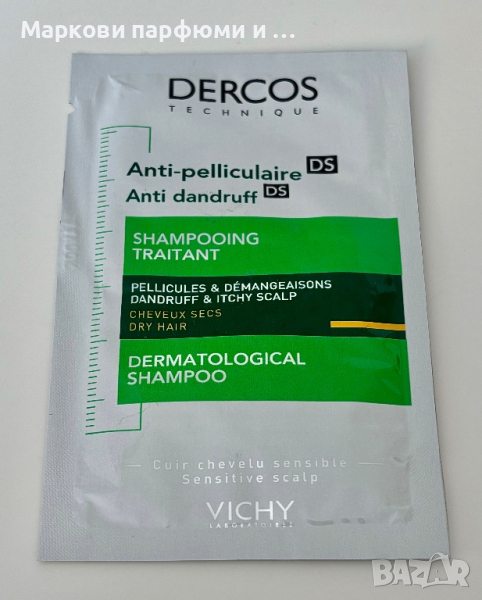 Маркови парфюми и ...
DERCOS
TECHNIQUE
Anti-pelliculaire DS
Anti dandruff DS
SHAMPOOING
TRAITANT
PELLICULES & DÉMANGEAISONS
DANDRUFF & ITCHY SCALP
CHEVEUX SECS
DRY HAIR
DERMATOLOGICAL
SHAMPOO
Cuir chevelu sensible
Sensitive scalp
VICHY
LABORATOIRES
BAZAR